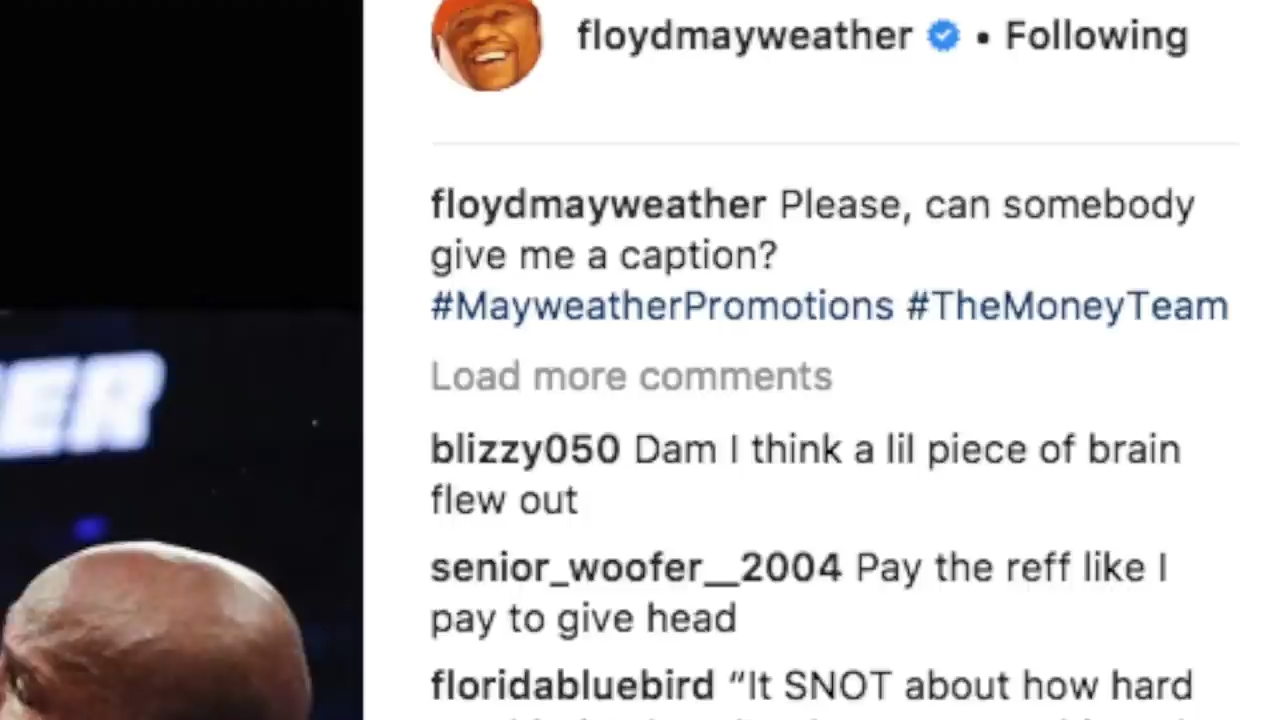 floydmayweather • Following
floydmayweather Please, can somebody
give me a caption?
#MayweatherPromotions #TheMoneyTeam
Load more comments
ER
blizzy050 Dam I think a lil piece of brain
flew out
senior_woofer__2004 Pay the reff like I
pay to give head
floridabluebird “It SNOT about how hard